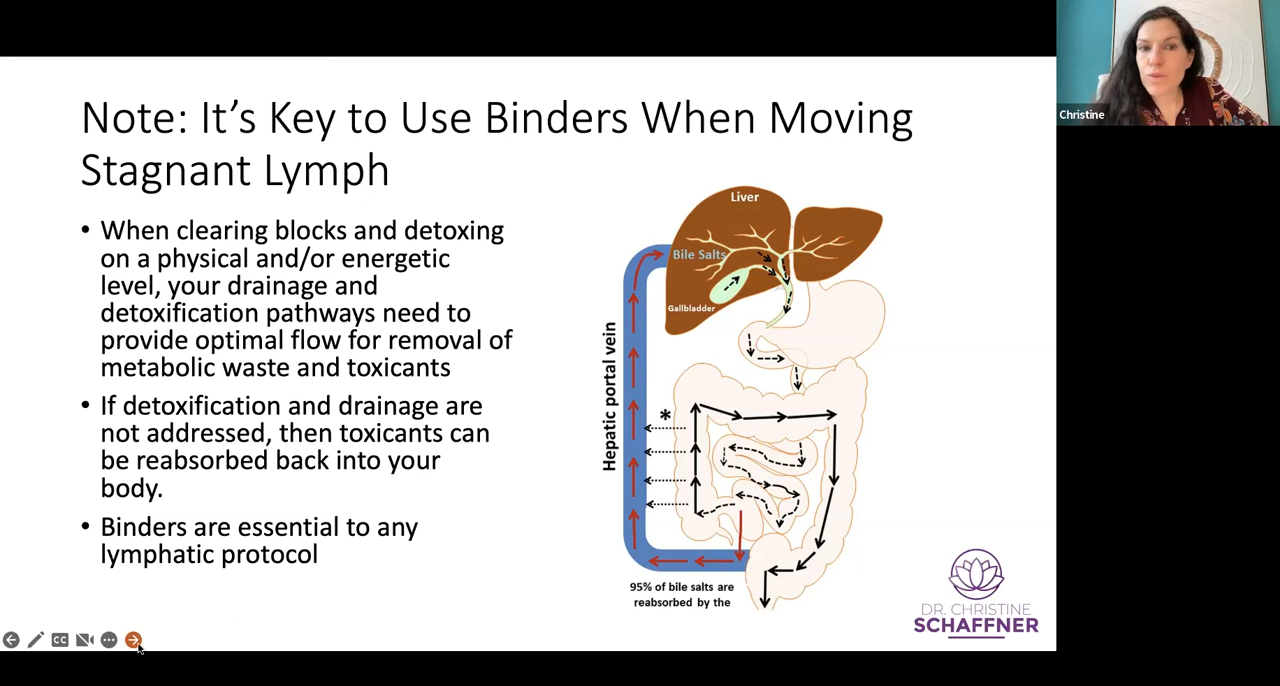 Note: It's Key to Use Binders When Moving
Stagnant Lymph
• When clearing blocks and detoxing
on a physical and/or energetic
level, your drainage and
detoxification pathways need to
provide optimal flow for removal of
metabolic waste and toxicants
• If detoxification and drainage are
not addressed, then toxicants can
be reabsorbed back into your
body.
• Binders are essential to any
lymphatic protocol
Liver
Bile Salts
Gallbladder
Hepatic portal vein
*
95% of bile salts are
reabsorbed by the
DR. CHRISTINE
SCHAFFNER
CC
Christine